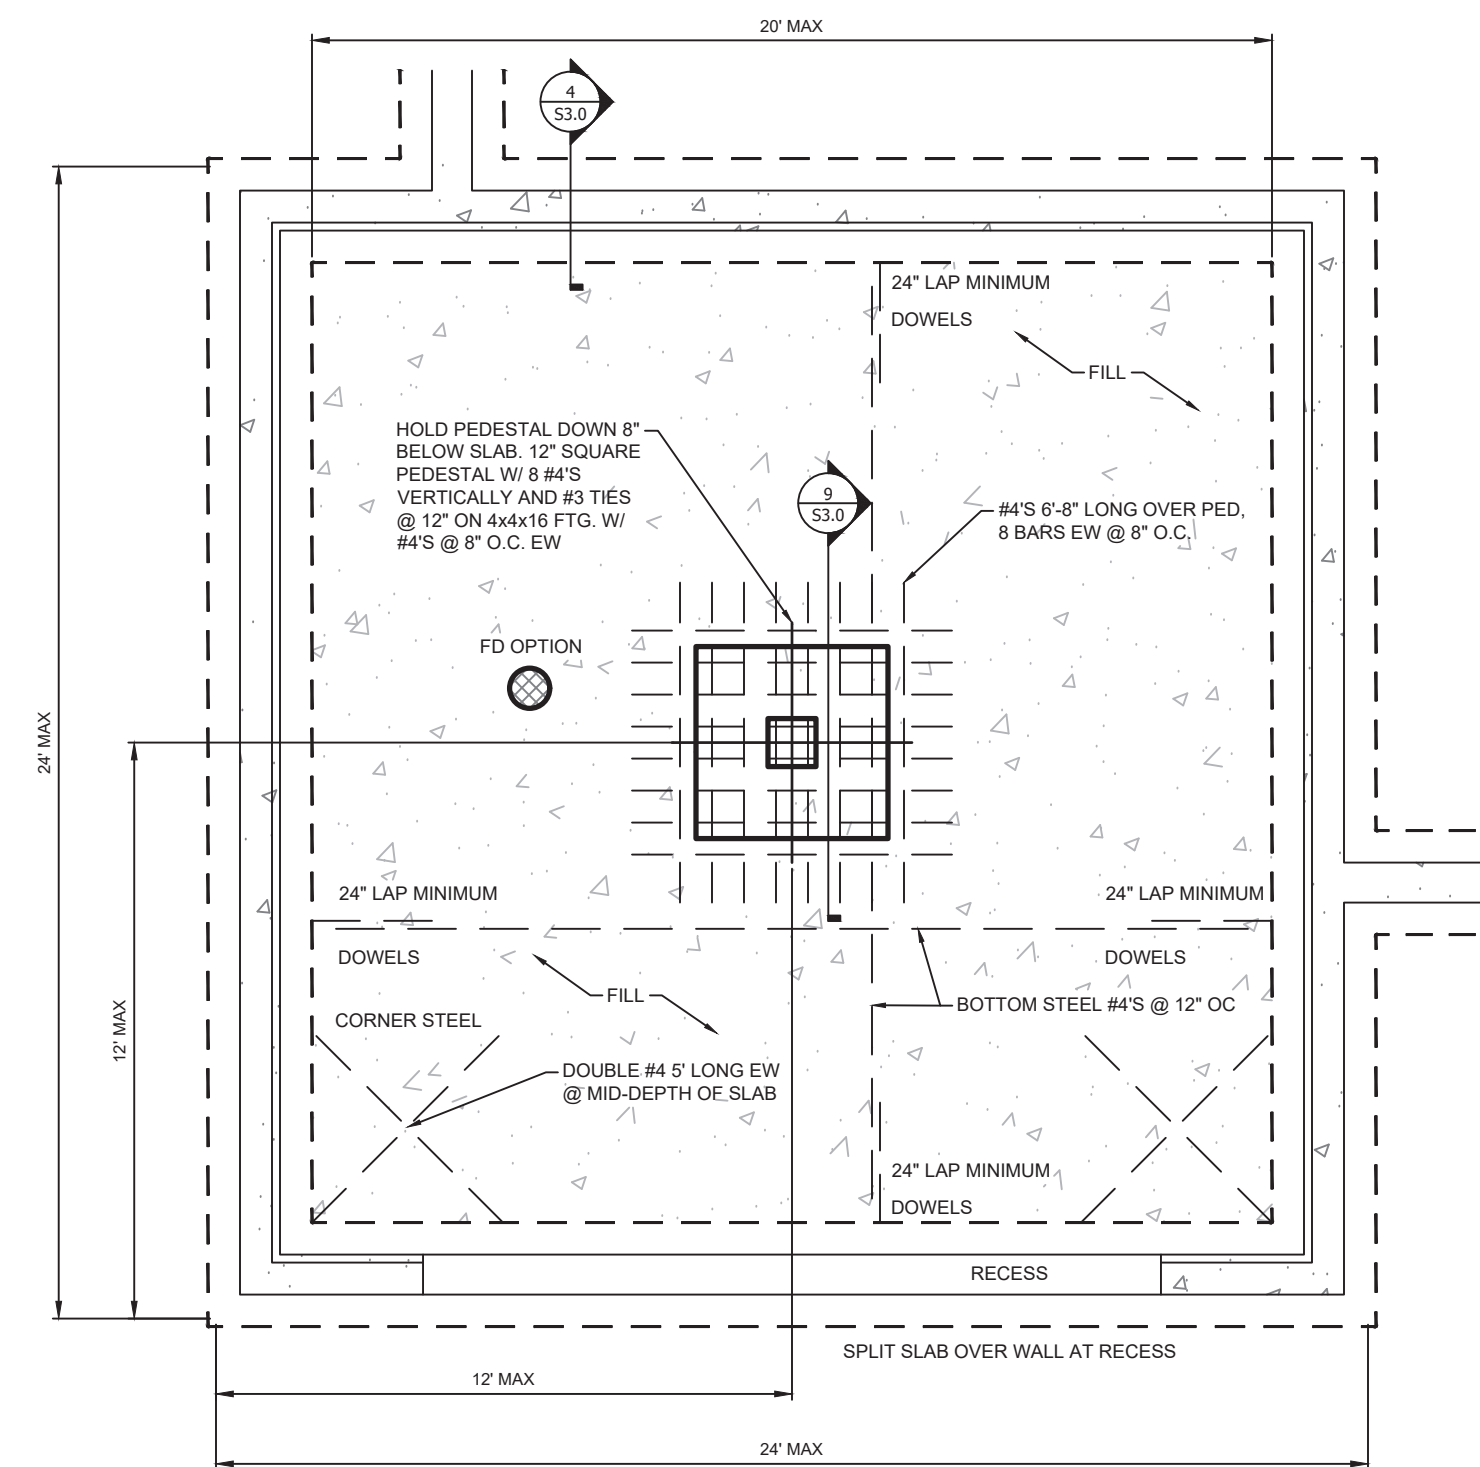 20' MAX
4
S3.0
24" LAP MINIMUM
DOWELS
FILL
HOLD PEDESTAL DOWN 8"
BELOW SLAB. 12" SQUARE
PEDESTAL W/ 8 #4'S
VERTICALLY AND #3 TIES
@ 12" ON 4x4x16 FTG. W/
#4'S @ 8" O.C. EW
9
S3.0
#4'S 6'-8" LONG OVER PED,
8 BARS EW @ 8" O.C.
FD OPTION
24' MAX
24" LAP MINIMUM
24" LAP MINIMUM
DOWELS
DOWELS
FILL
BOTTOM STEEL #4'S @ 12" OC
CORNER STEEL
12' MAX
DOUBLE #4 5' LONG EW
@ MID-DEPTH OF SLAB
24" LAP MINIMUM
DOWELS
RECESS
SPLIT SLAB OVER WALL AT RECESS
12' MAX
24' MAX